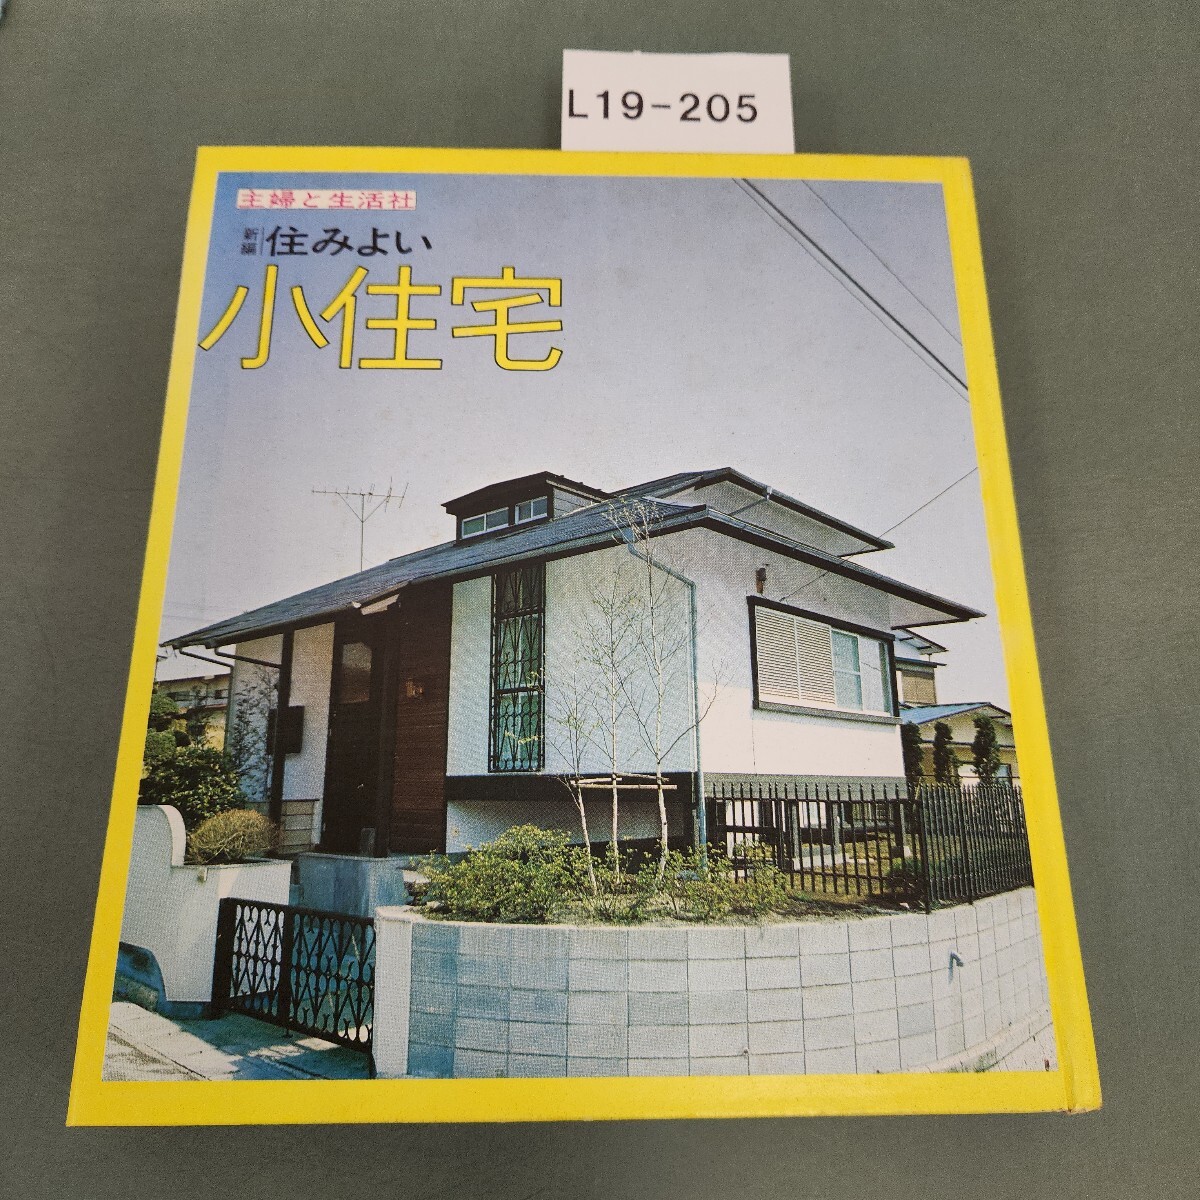 L19-205
主婦と生活社
新編 住みよい
小住宅